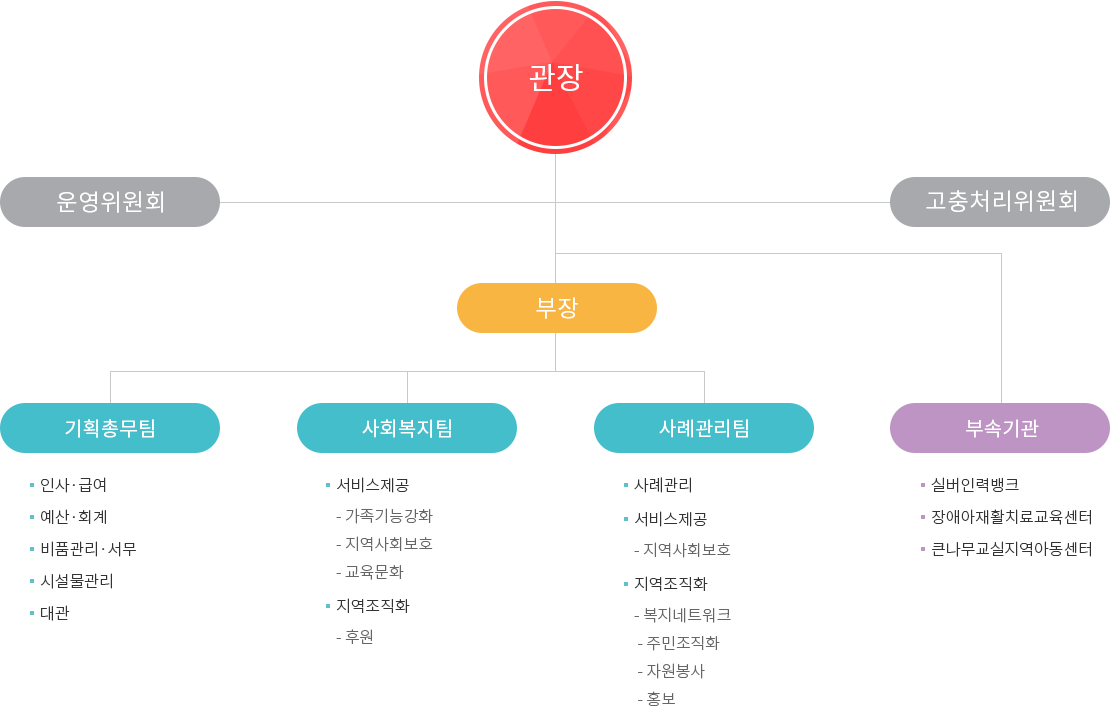 관장
운영위원회
고충처리위원회
부장
기획총무팀
인사·급여
예산·회계
비품관리·서무
시설물관리
대관
사회복지팀
서비스제공
- 가족기능강화
- 지역사회보호
- 교육문화
지역조직화
- 후원
사례관리팀
사례관리
서비스제공
- 지역사회보호
지역조직화
- 복지네트워크
- 주민조직화
- 자원봉사
- 홍보
부속기관
실버인력뱅크
장애아재활치료교육센터
큰나무교실지역아동센터